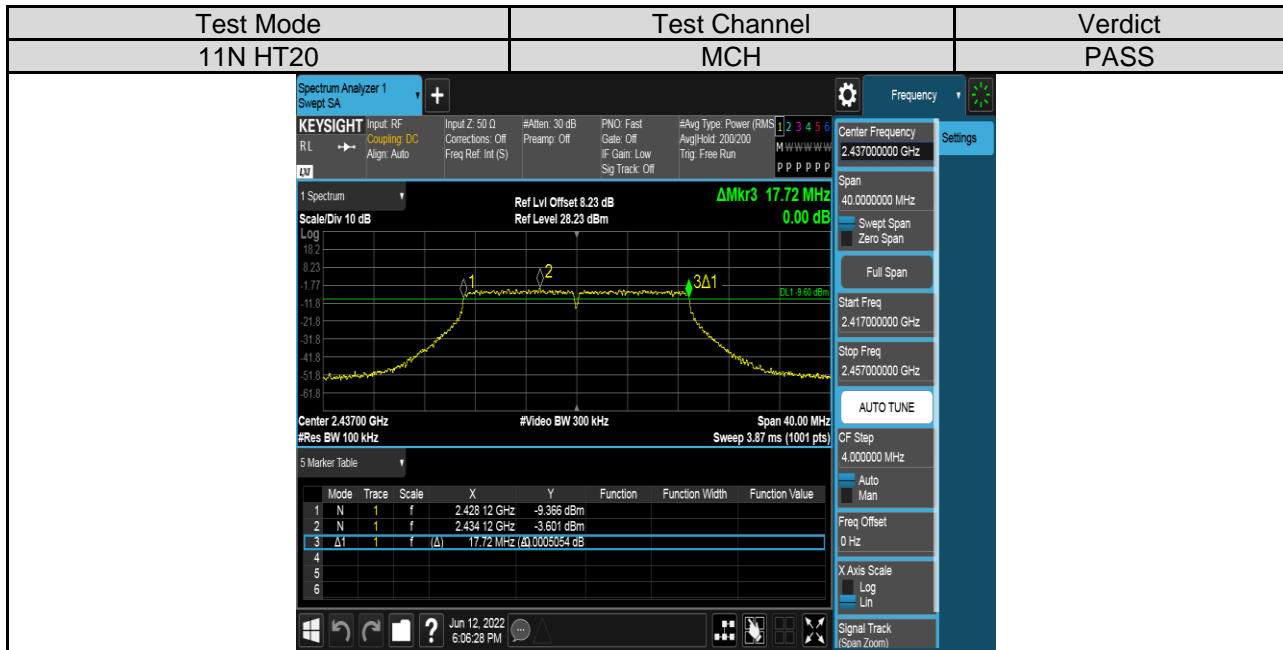 Test Mode Test Channel Verdict
11N HT20 MCH PASS
Spectrum Analyzer 1
Swept SA
+
Frequency
KEYSIGHT
RL
LXI
Input: RF
Coupling: DC
Align: Auto
Input Z: 50 Ω
Corrections: Off
Freq Ref: Int (S)
#Atten: 30 dB
Preamp: Off
PNO: Fast
Gate: Off
IF Gain: Low
Sig Track: Off
#Avg Type: Power (RMS
Avg|Hold: 200/200
Trig: Free Run
1 2 3 4 5 6
M W W W W W
P P P P P P
1 Spectrum
Scale/Div 10 dB
Ref Lvl Offset 8.23 dB
Ref Level 28.23 dBm
ΔMkr3 17.72 MHz
0.00 dB
Log
18.2
8.23
-1.77
-11.8
-21.8
-31.8
-41.8
-51.8
-61.8
1
2
3Δ1
DL1 -9.60 dBm
Center 2.43700 GHz #Video BW 300 kHz Span 40.00 MHz
#Res BW 100 kHz Sweep 3.87 ms (1001 pts)
5 Marker Table
Mode Trace Scale X Y Function Function Width Function Value
1 N 1 f 2.428 12 GHz -9.366 dBm
2 N 1 f 2.434 12 GHz -3.601 dBm
3 Δ1 1 f (Δ) 17.72 MHz (Δ) 0.0005054 dB
4
5
6
Jun 12, 2022
6:06:28 PM
Center Frequency
2.437000000 GHz
Settings
Span
40.0000000 MHz
Swept Span
Zero Span
Full Span
Start Freq
2.417000000 GHz
Stop Freq
2.457000000 GHz
AUTO TUNE
CF Step
4.000000 MHz
Auto
Man
Freq Offset
0 Hz
X Axis Scale
Log
Lin
Signal Track
(Span Zoom)